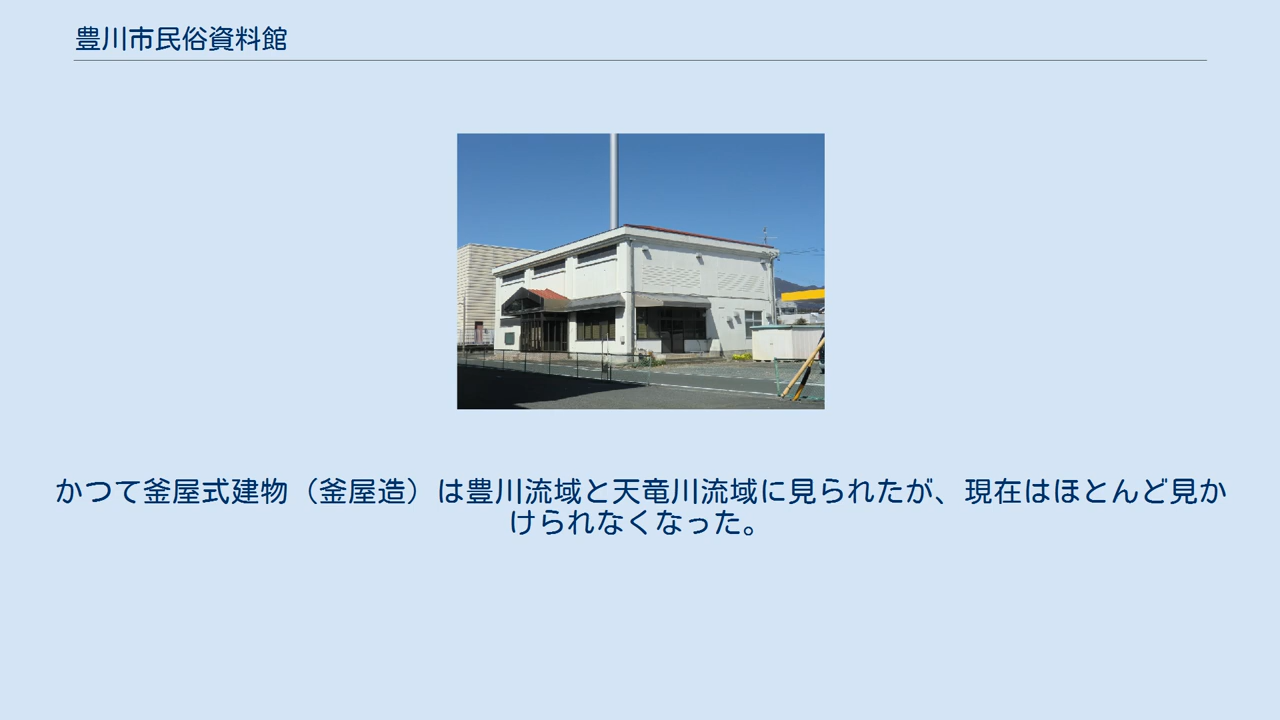 豊川市民俗資料館
かつて釜屋式建物（釜屋造）は豊川流域と天竜川流域に見られたが、現在はほとんど見か
けられなくなった。